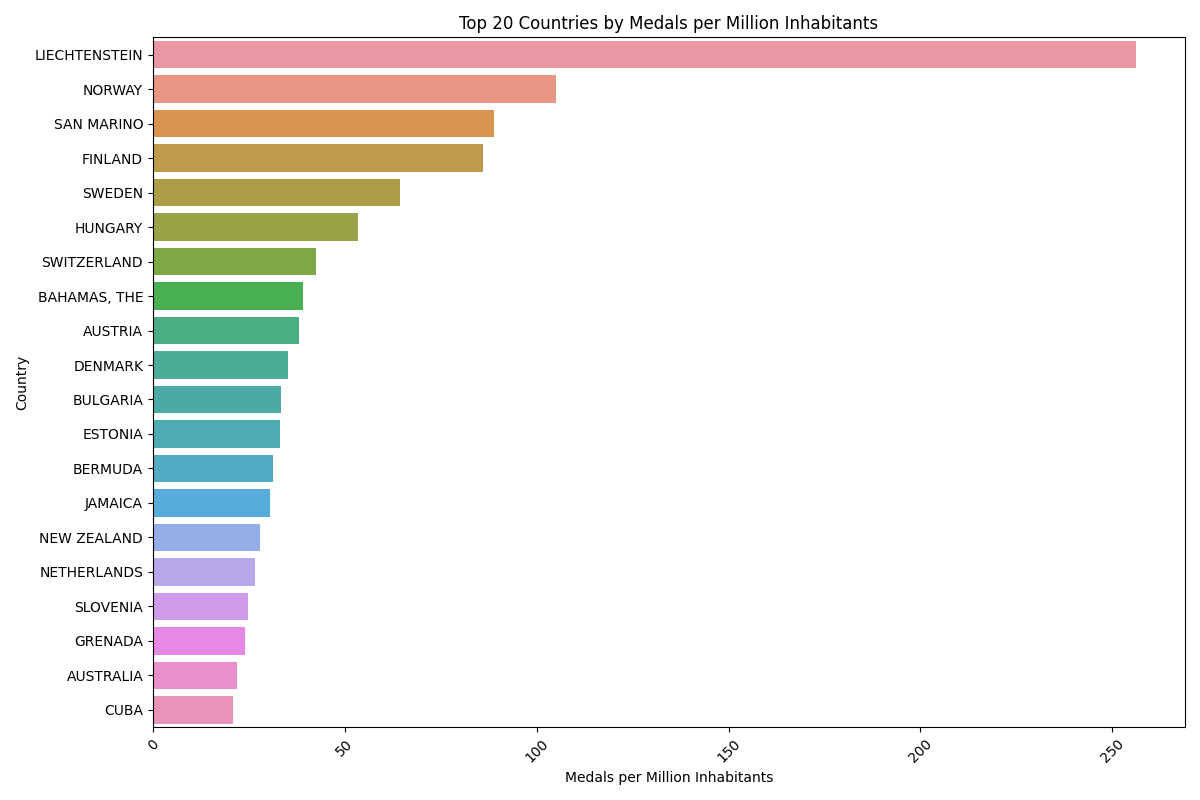 Top 20 Countries by Medals per Million Inhabitants
Country
LIECHTENSTEIN
NORWAY
SAN MARINO
FINLAND
SWEDEN
HUNGARY
SWITZERLAND
BAHAMAS, THE
AUSTRIA
DENMARK
BULGARIA
ESTONIA
BERMUDA
JAMAICA
NEW ZEALAND
NETHERLANDS
SLOVENIA
GRENADA
AUSTRALIA
CUBA
0 50 100 150 200 250
Medals per Million Inhabitants